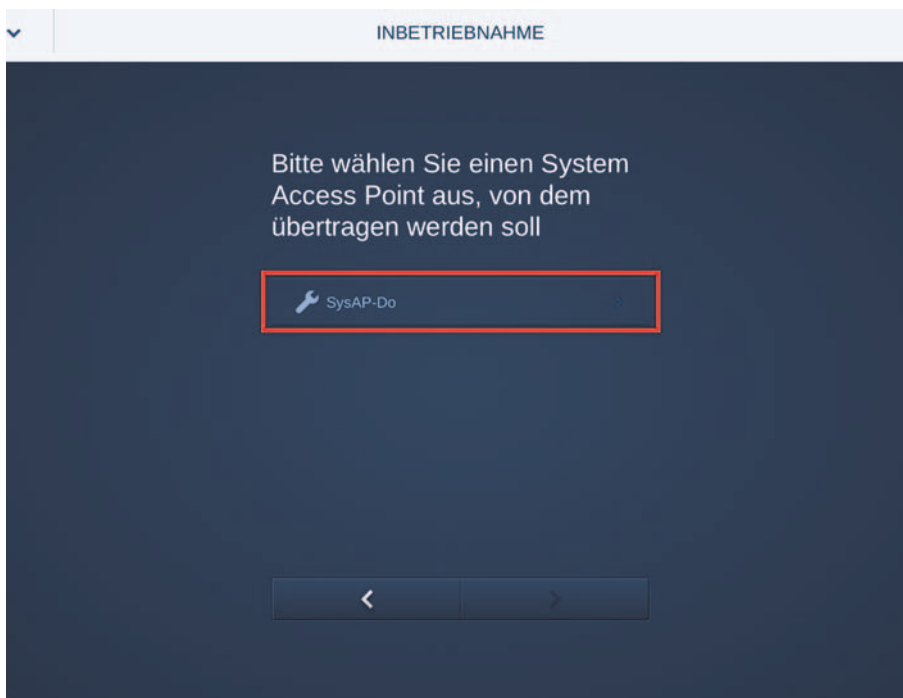 INBETRIEBNAHME
Bitte wählen Sie einen System
Access Point aus, von dem
übertragen werden soll
SysAP-Do